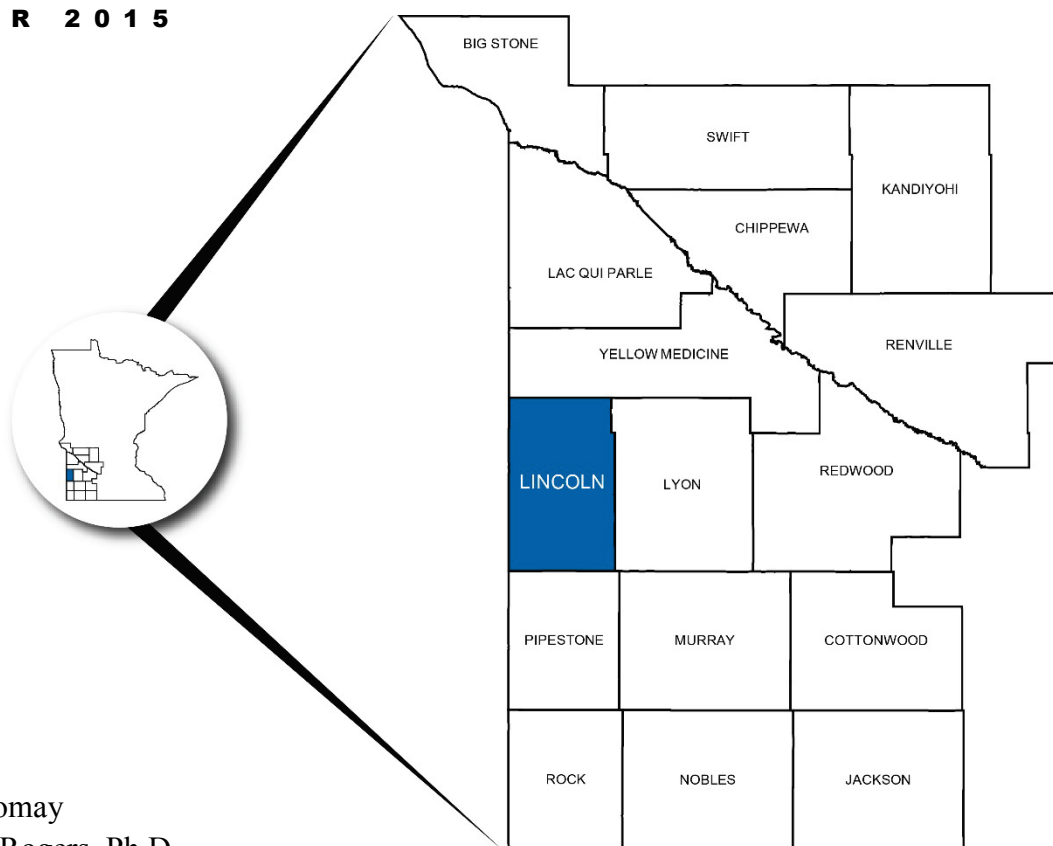 R 2015
BIG STONE
SWIFT
KANDIYOHI
CHIPPEWA
LAC QUI PARLE
RENVILLE
YELLOW MEDICINE
REDWOOD
LINCOLN
LYON
PIPESTONE
MURRAY
COTTONWOOD
ROCK
NOBLES
JACKSON
omay
Rogers, Ph.D.